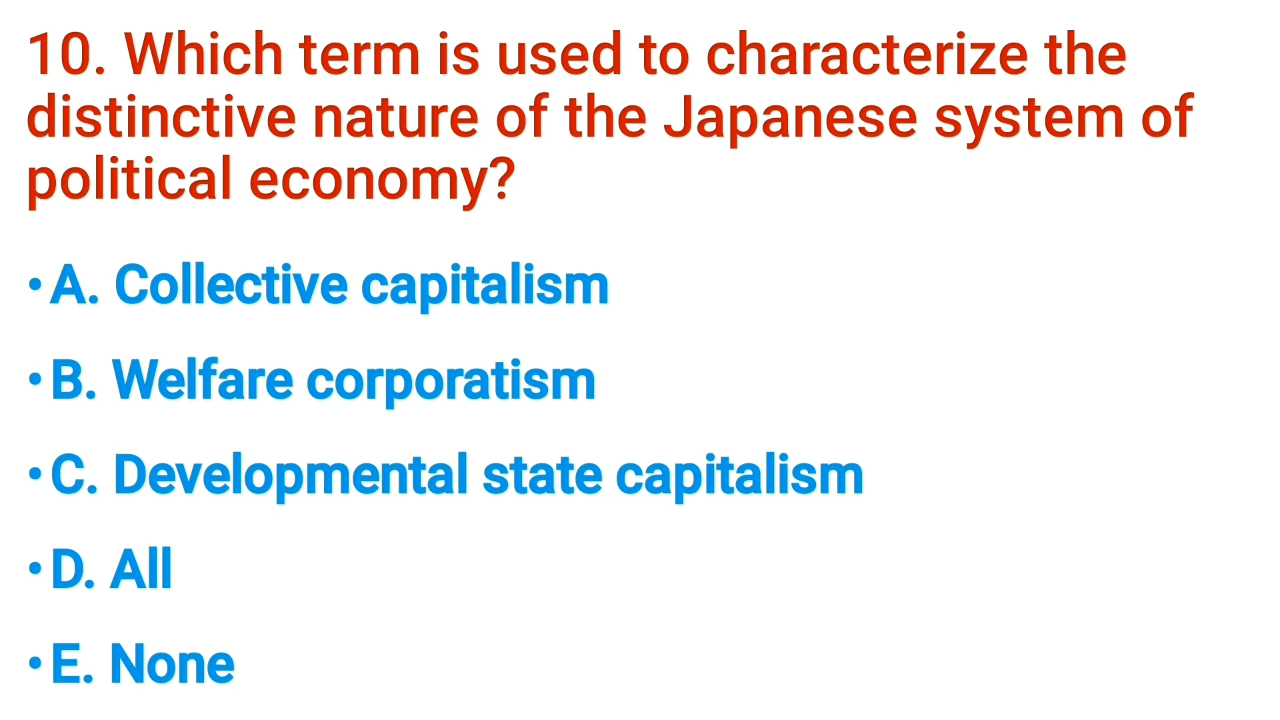 10. Which term is used to characterize the
distinctive nature of the Japanese system of
political economy?
• A. Collective capitalism
• B. Welfare corporatism
• C. Developmental state capitalism
• D. All
• E. None